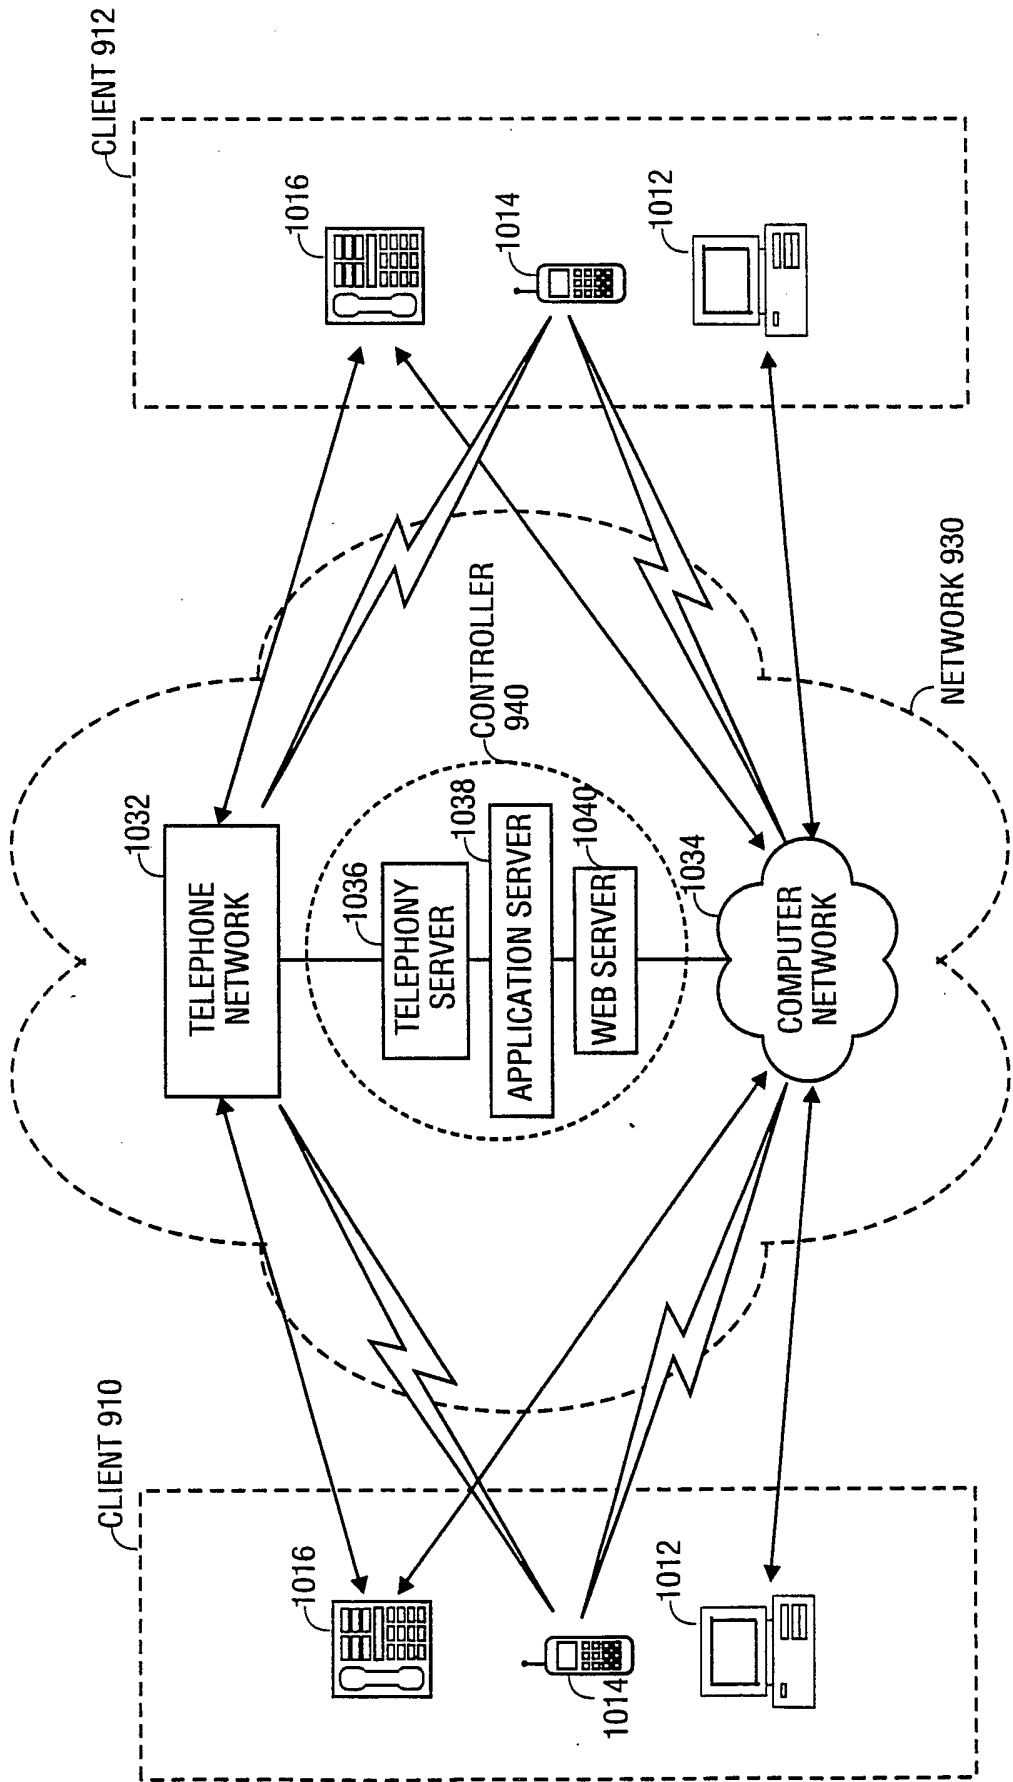 CLIENT 910
CLIENT 912
1016
1014
1012
TELEPHONE
NETWORK
1032
CONTROLLER
940
TELEPHONY
SERVER
1036
APPLICATION SERVER
1038
WEB SERVER
1040
COMPUTER
NETWORK
1034
1016
1014
1012
NETWORK 930